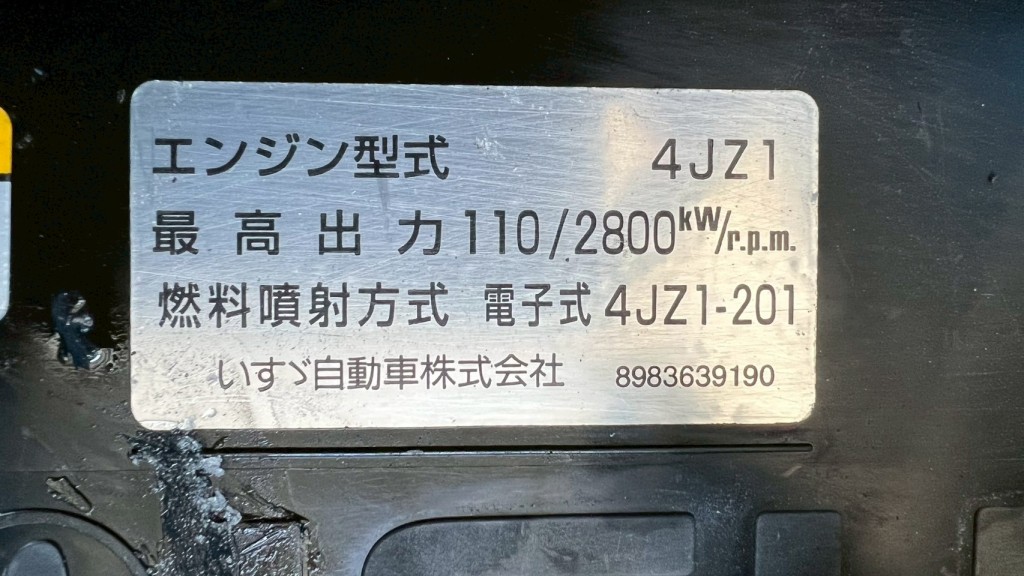 エンジン型式 4JZ1
最高出力 110/2800kW/r.p.m.
燃料噴射方式 電子式 4JZ1-201
いすゞ自動車株式会社 8983639190